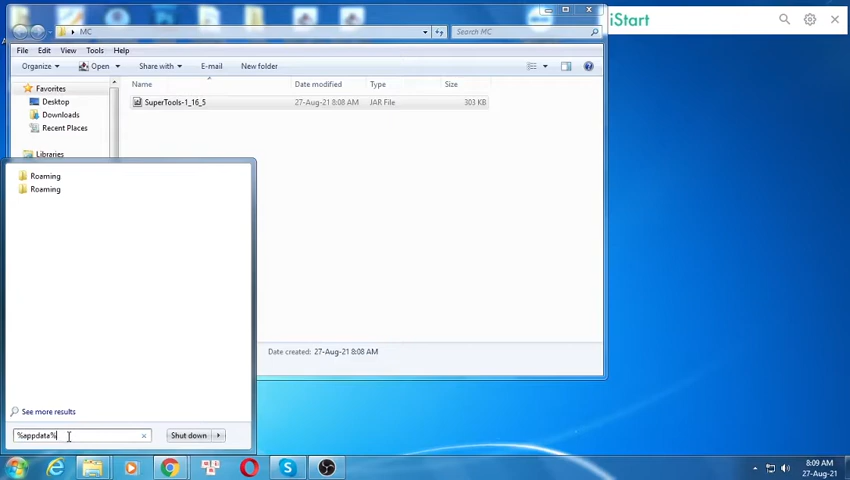 MC
Search MC
iStart
File Edit View Tools Help
Organize Open Share with E-mail New folder
Favorites
Desktop
Downloads
Recent Places
Libraries
Name Date modified Type Size
SuperTools-1_16_5 27-Aug-21 8:08 AM JAR File 303 KB
Roaming
Roaming
Date created: 27-Aug-21 8:08 AM
See more results
%appdata%
Shut down
8:09 AM
27-Aug-21